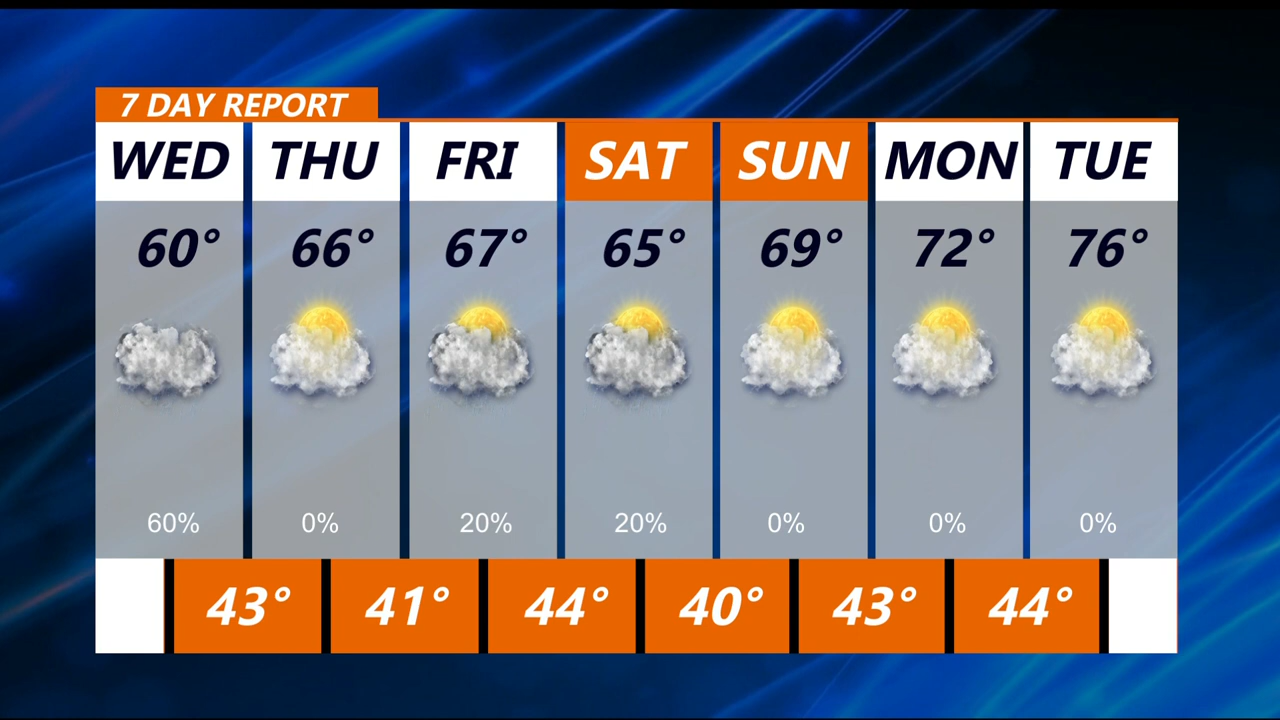 7 DAY REPORT
WED THU FRI SAT SUN MON TUE
60° 66° 67° 65° 69° 72° 76°
60% 0% 20% 20% 0% 0% 0%
43° 41° 44° 40° 43° 44°